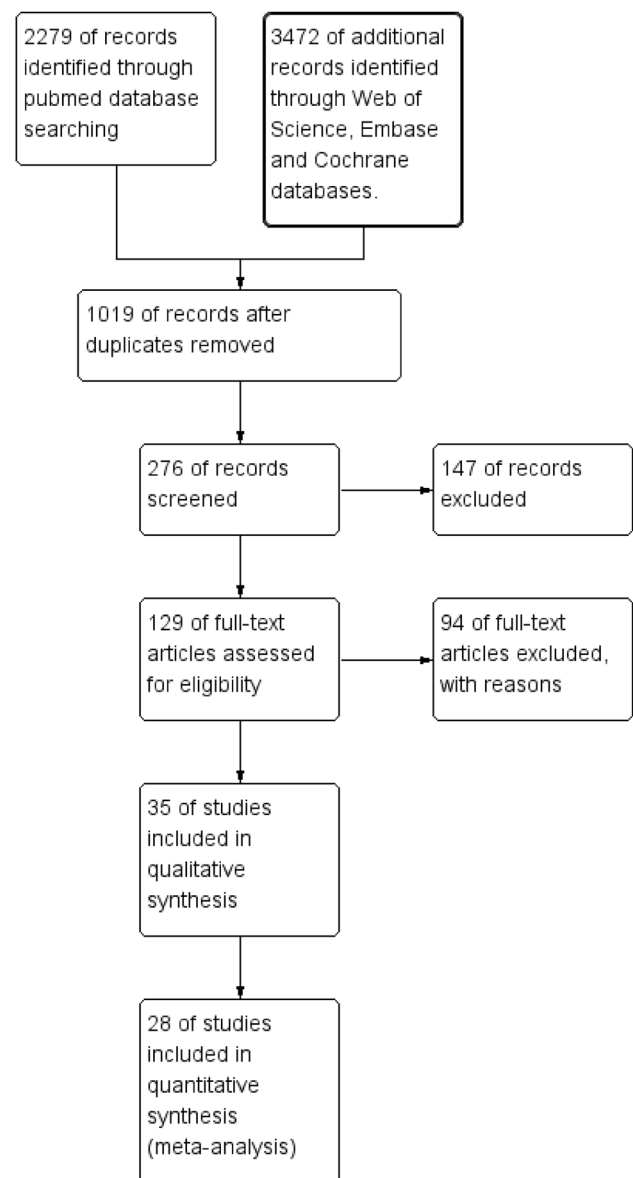 2279 of records
identified through
pubmed database
searching
3472 of additional
records identified
through Web of
Science, Embase
and Cochrane
databases.
1019 of records after
duplicates removed
276 of records
screened
147 of records
excluded
129 of full-text
articles assessed
for eligibility
94 of full-text
articles excluded,
with reasons
35 of studies
included in
qualitative
synthesis
28 of studies
included in
quantitative
synthesis
(meta-analysis)